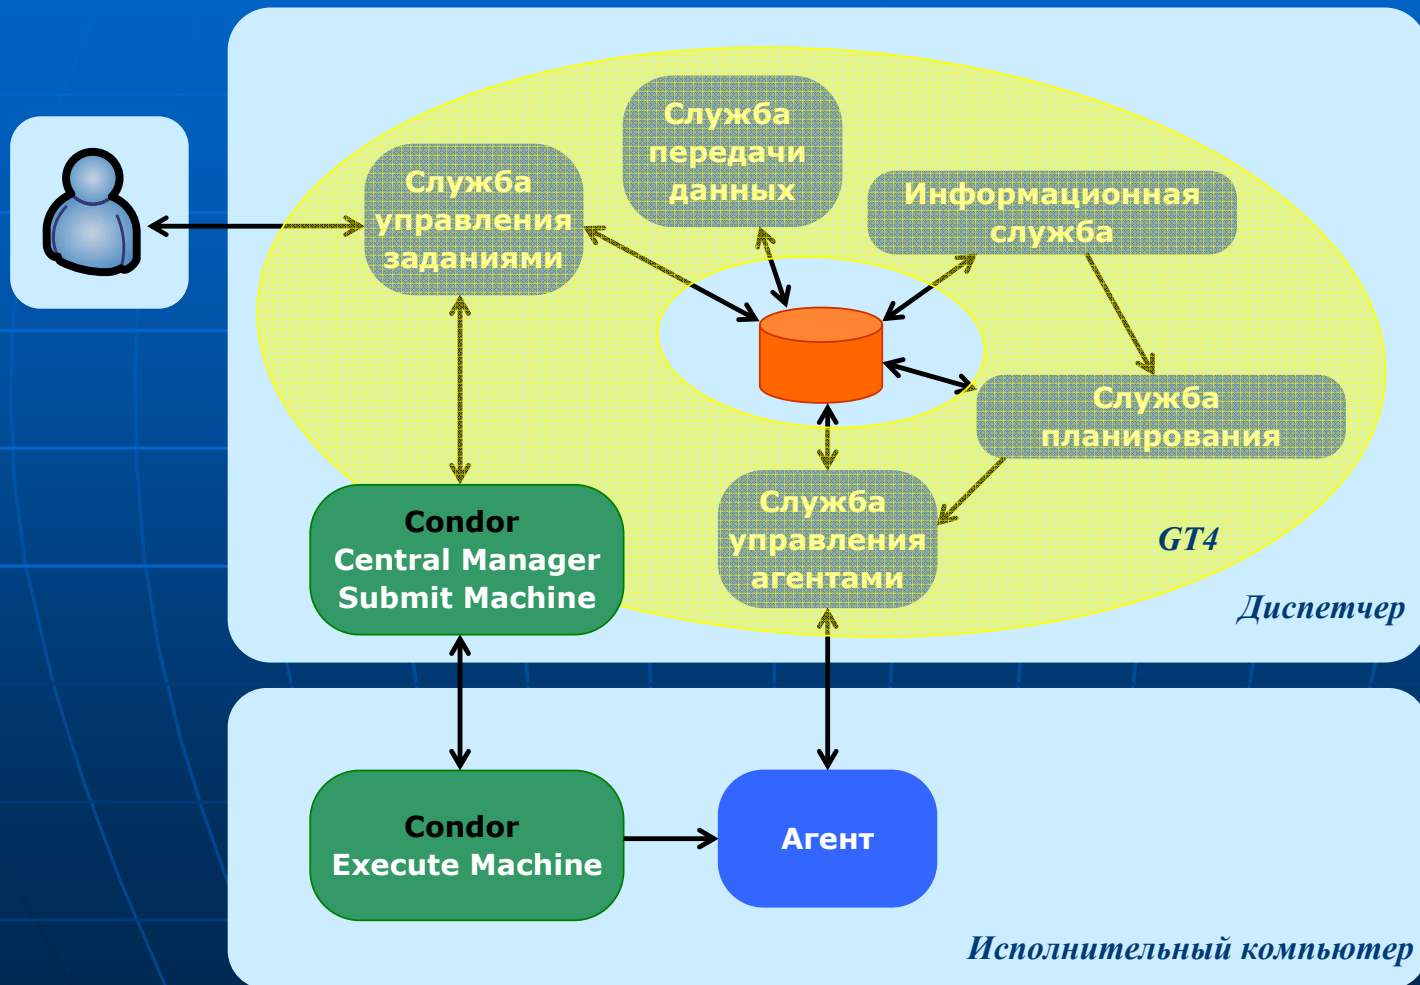 Служба
передачи
данных
Служба
управления
заданиями
Информационная
служба
Служба
планирования
Служба
управления
агентами
GT4
Condor
Central Manager
Submit Machine
Диспетчер
Condor
Execute Machine
Агент
Исполнительный компьютер